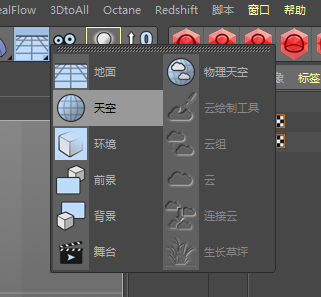 ealFlow 3DtoAll Octane Redshift 脚本 窗口 帮助
象 标签
地面 物理天空
天空 云绘制工具
环境 云组
前景 云
背景 连接云
舞台 生长草坪